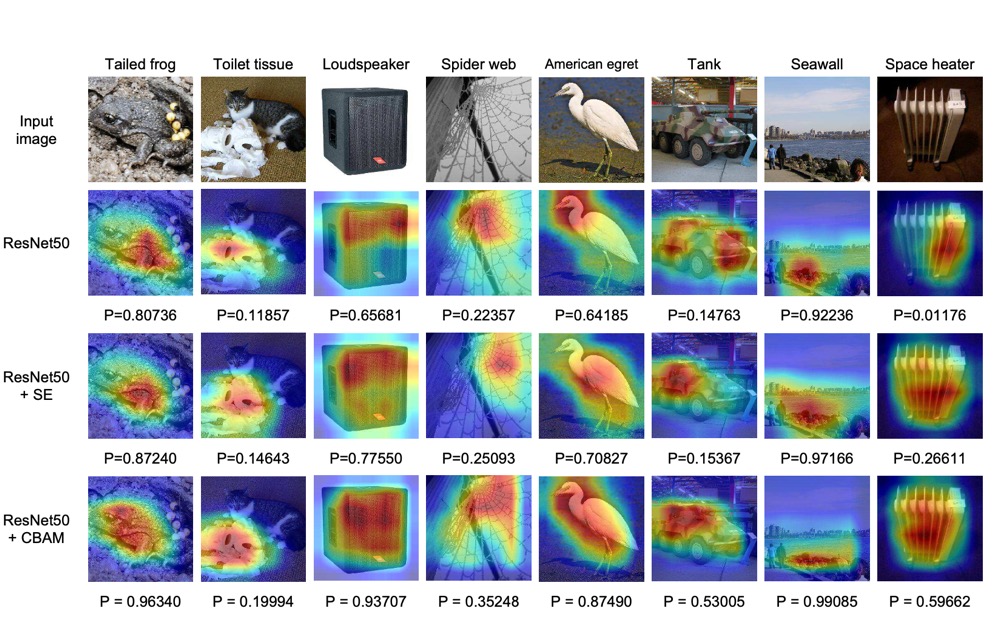 Tailed frog Toilet tissue Loudspeaker Spider web American egret Tank Seawall Space heater
Input
image
ResNet50
P=0.80736 P=0.11857 P=0.65681 P=0.22357 P=0.64185 P=0.14763 P=0.92236 P=0.01176
ResNet50
+ SE
P=0.87240 P=0.14643 P=0.77550 P=0.25093 P=0.70827 P=0.15367 P=0.97166 P=0.26611
ResNet50
+ CBAM
P = 0.96340 P = 0.19994 P = 0.93707 P = 0.35248 P = 0.87490 P = 0.53005 P = 0.99085 P = 0.59662